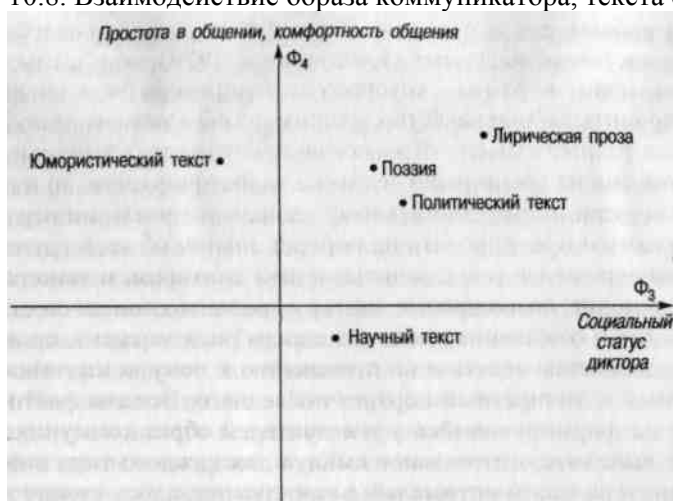 10.8. Взаимодействие образа коммуникатора, текста
Простота в общении, комфортность общения
Ф4
Лирическая проза
Юмористический текст
Поэзия
Политический текст
Ф3
Научный текст
Социальный
статус
диктора